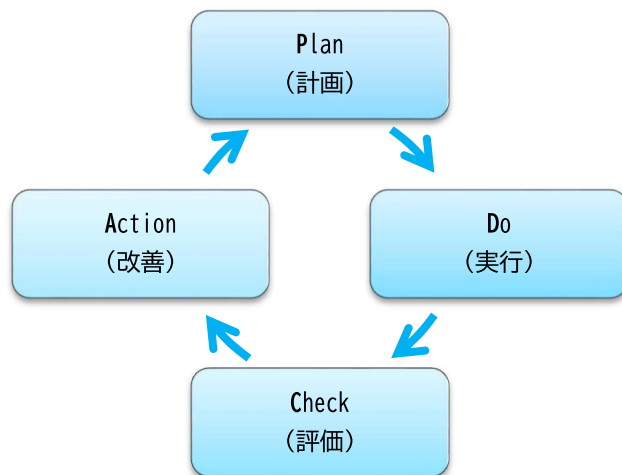 Plan
（計画）
Action
（改善）
Do
（実行）
Check
（評価）